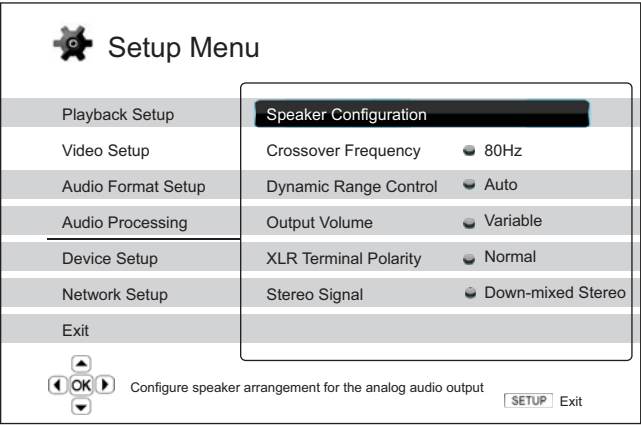 Setup Menu
Playback Setup
Speaker Configuration
Video Setup
Crossover Frequency 80Hz
Audio Format Setup
Dynamic Range Control Auto
Audio Processing
Output Volume Variable
Device Setup
XLR Terminal Polarity Normal
Network Setup
Stereo Signal Down-mixed Stereo
Exit
OK
Configure speaker arrangement for the analog audio output
SETUP Exit